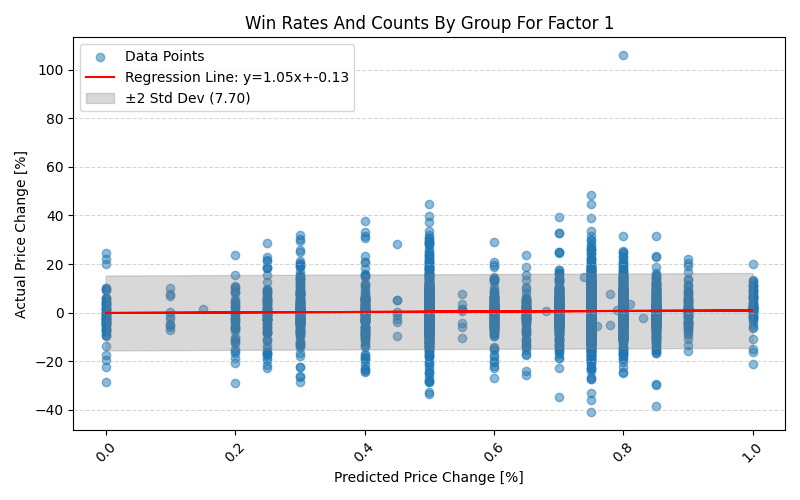 Win Rates And Counts By Group For Factor 1
Data Points
Regression Line: y=1.05x+-0.13
±2 Std Dev (7.70)
Actual Price Change [%]
100
80
60
40
20
0
−20
−40
0.0
0.2
0.4
0.6
0.8
1.0
Predicted Price Change [%]